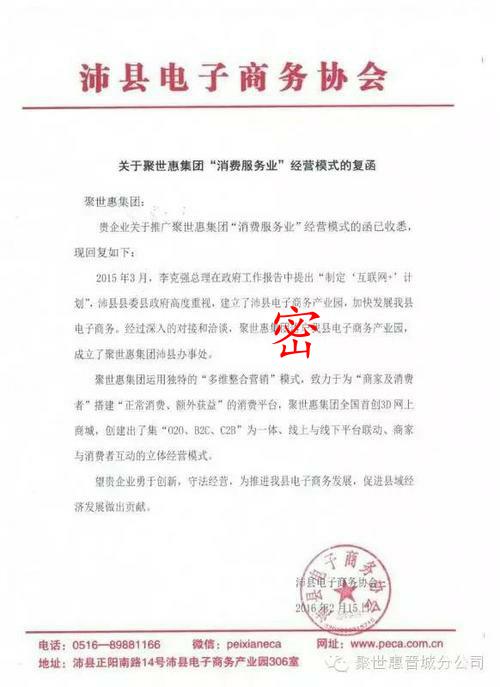 沛县电子商务协会
关于聚世惠集团“消费服务业”经营模式的复函
聚世惠集团：
贵企业关于推广聚世惠集团“消费服务业”经营模式的函已收悉，
现回复如下：
2015年3月，李克强总理在政府工作报告中提出“制定‘互联网+’计
划”，沛县县委县政府高度重视，建立了沛县电子商务产业园，加快发展我县
电子商务。经过深入的对接和洽谈，聚世惠集团 我县电子商务产业园，
密
成立了聚世惠集团沛县办事处。
聚世惠集团运用独特的“多维整合营销”模式，致力于为“商家及消费
者”搭建“正常消费、额外获益”的消费平台，聚世惠集团全国首创3D网上
商城，创建出了集“O2O、B2C、C2B”为一体、线上与线下平台联动、商家
与消费者互动的立体经营模式。
望贵企业勇于创新，守法经营，为推进我县电子商务发展，促进县域经
济发展做出贡献。
沛县电子商务协会
沛县电子商务协会
2016年2月15日
电话：0516—89881166 微信：peixianeca 网址：www.peca.com.cn
地址：沛县正阳南路14号沛县电子商务产业园306室
聚世惠晋城分公司